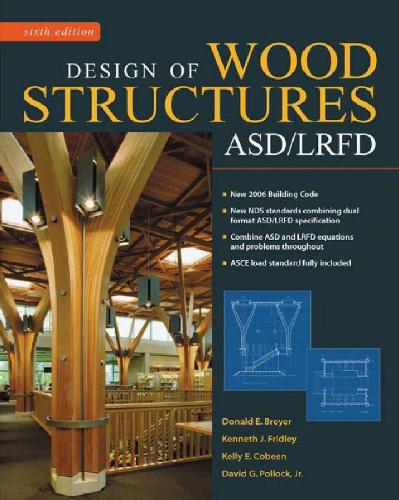 sixth edition
DESIGN OF WOOD
STRUCTURES
ASD/LRFD
New 2006 Building Code
New NDS standards combining dual
format ASD/LRFD specification
Combine ASD and LRFD equations
and problems throughout
ASCE load standard fully included
Donald E. Breyer
Kenneth J. Fridley
Kelly E. Cobeen
David G. Pollock, Jr.